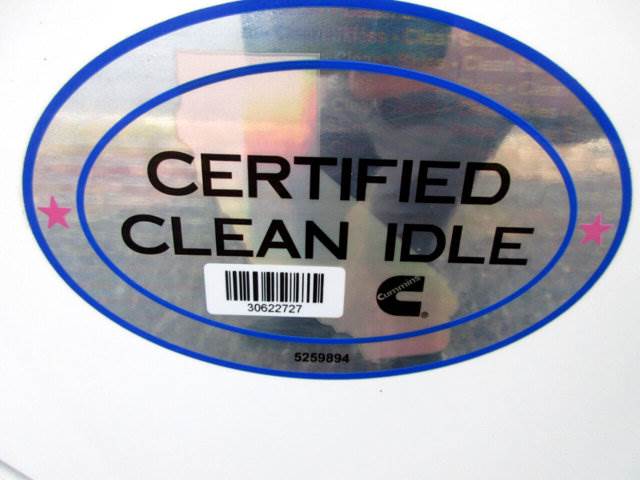 CERTIFIED
CLEAN IDLE
30622727
Cummins
®
5259894